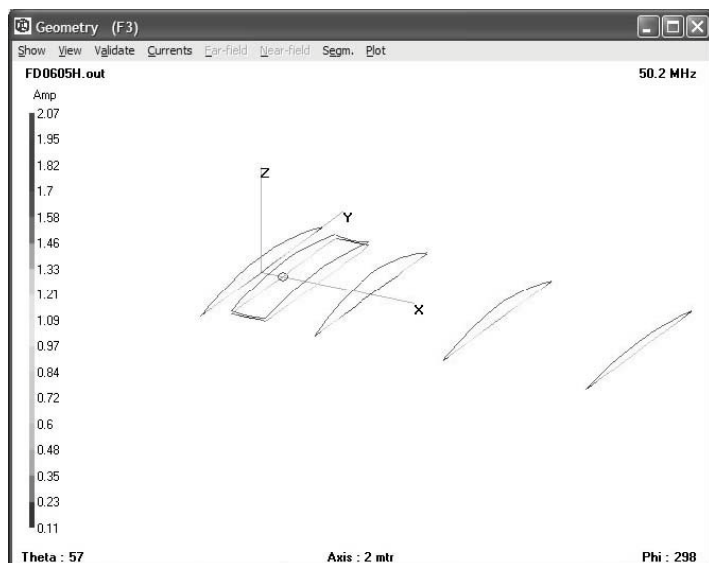 Geometry (F3)
Show View Validate Currents Far-field Near-field Segm. Plot
FD0605H.out 50.2 MHz
Amp
2.07
1.95
1.82
1.7
1.58
1.46
1.33
1.21
1.09
0.97
0.84
0.72
0.6
0.48
0.35
0.23
0.11
Z
Y
X
Theta : 57 Axis : 2 mtr Phi : 298